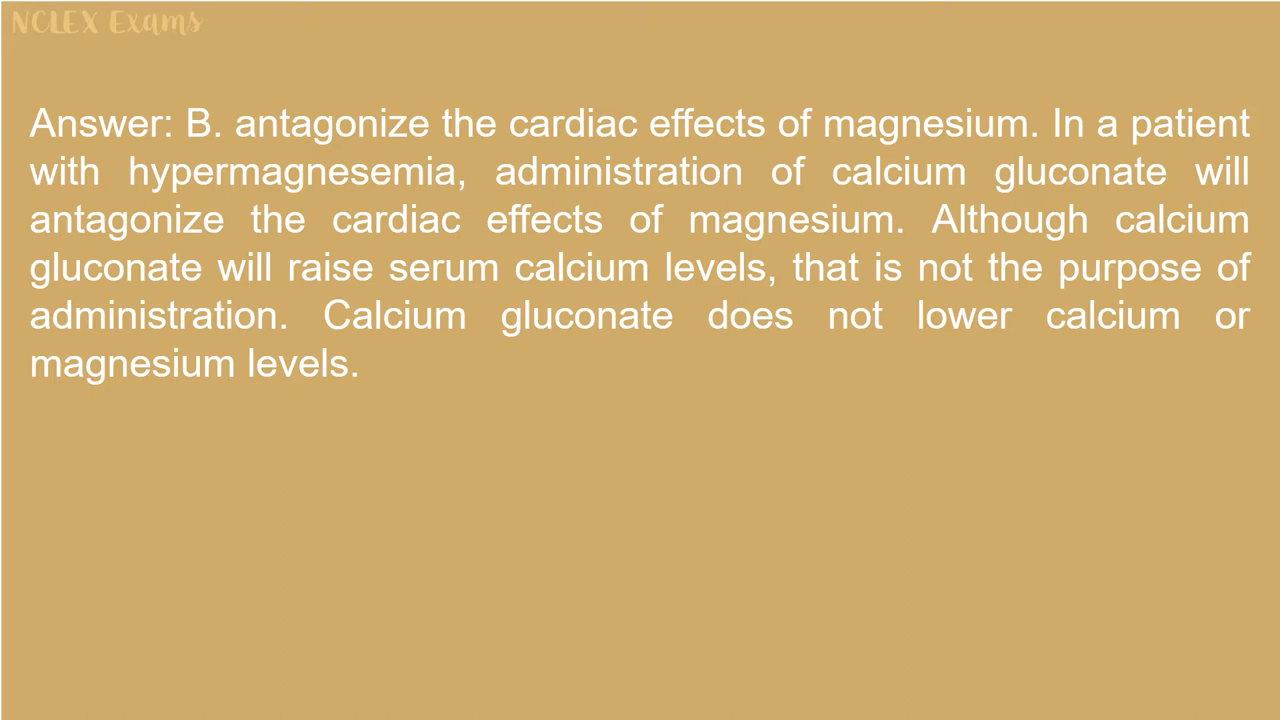 NCLEX Exams
Answer: B. antagonize the cardiac effects of magnesium. In a patient
with hypermagnesemia, administration of calcium gluconate will
antagonize the cardiac effects of magnesium. Although calcium
gluconate will raise serum calcium levels, that is not the purpose of
administration. Calcium gluconate does not lower calcium or
magnesium levels.